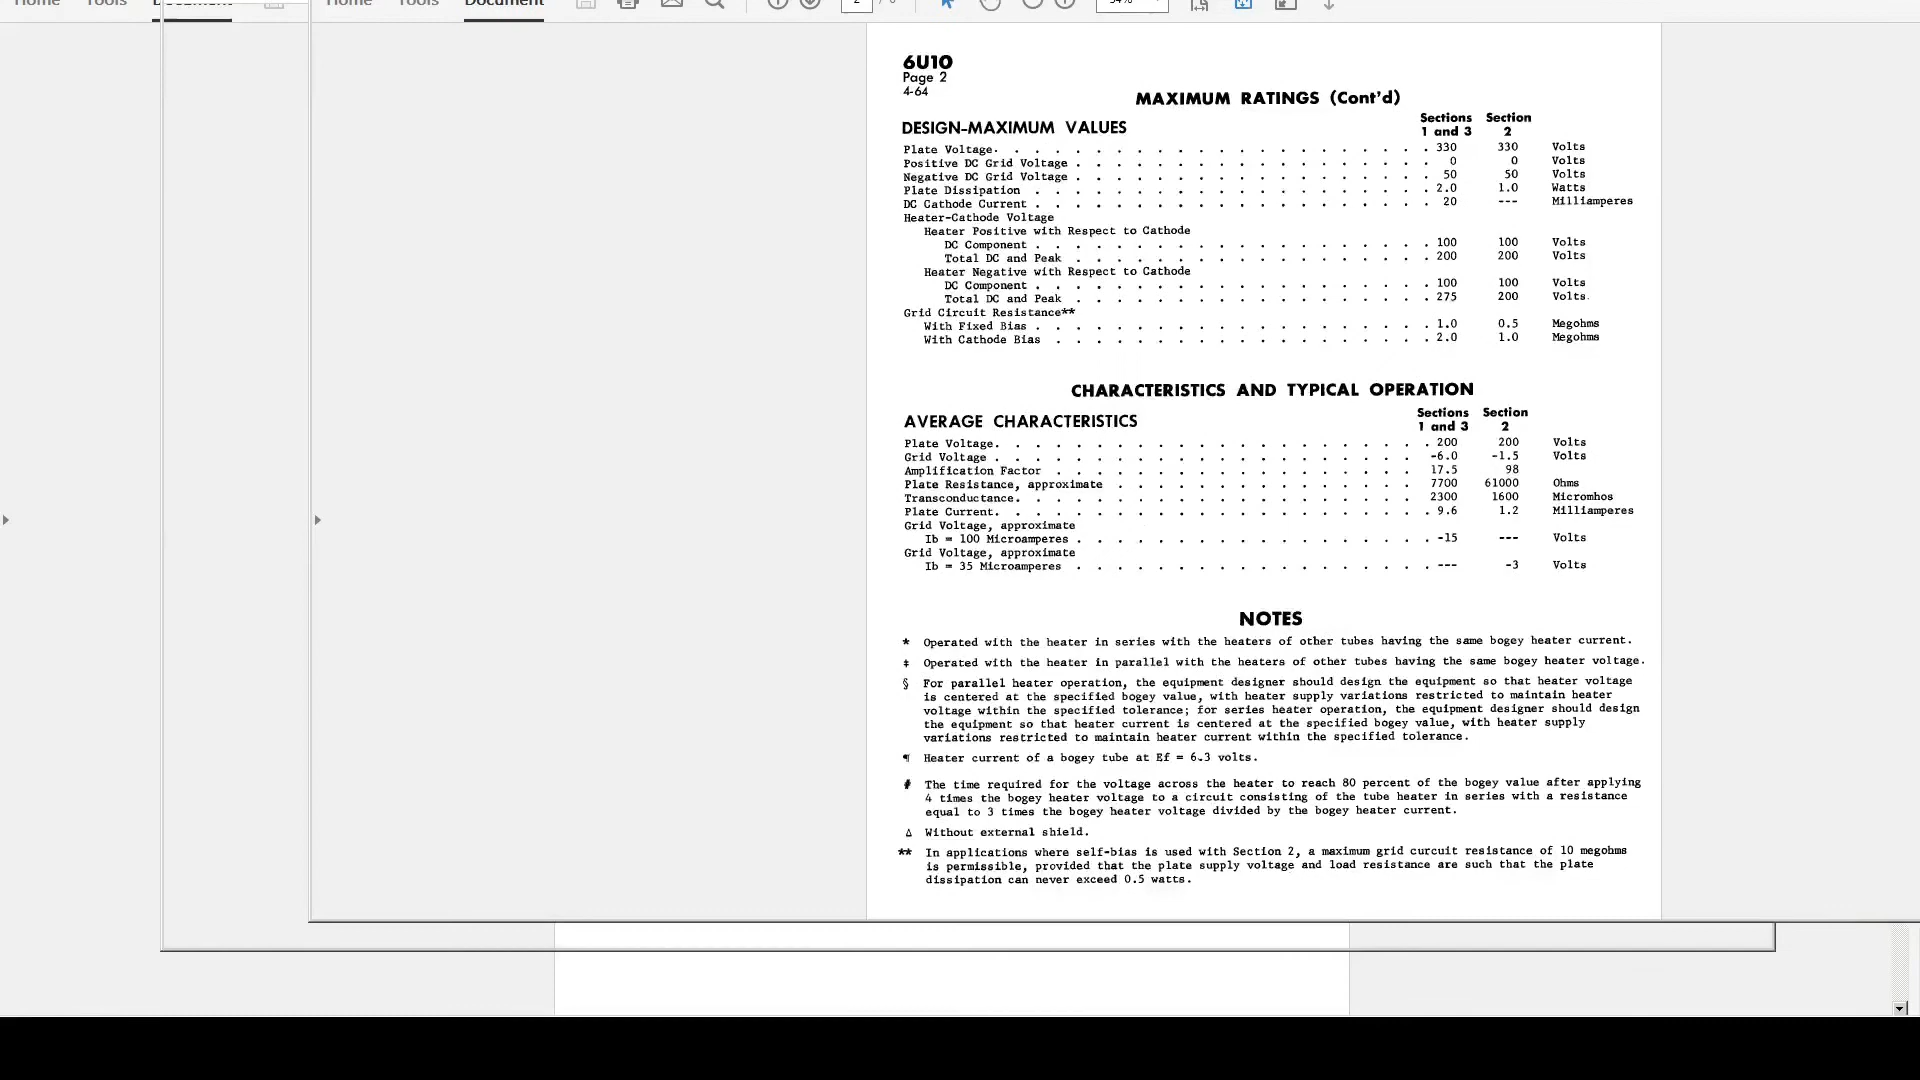 Home Tools Document Home Tools Document
6U10
Page 2
4-64
MAXIMUM RATINGS (Cont'd)
DESIGN-MAXIMUM VALUES
Sections 1 and 3 Section 2
Plate Voltage. 330 330 Volts
Positive DC Grid Voltage 0 0 Volts
Negative DC Grid Voltage 50 50 Volts
Plate Dissipation 2.0 1.0 Watts
DC Cathode Current 20 --- Milliamperes
Heater-Cathode Voltage
Heater Positive with Respect to Cathode
DC Component 100 100 Volts
Total DC and Peak 200 200 Volts
Heater Negative with Respect to Cathode
DC Component 100 100 Volts
Total DC and Peak 275 200 Volts
Grid Circuit Resistance**
With Fixed Bias 1.0 0.5 Megohms
With Cathode Bias 2.0 1.0 Megohms
CHARACTERISTICS AND TYPICAL OPERATION
AVERAGE CHARACTERISTICS
Sections 1 and 3 Section 2
Plate Voltage. 200 200 Volts
Grid Voltage -6.0 -1.5 Volts
Amplification Factor 17.5 98
Plate Resistance, approximate 7700 61000 Ohms
Transconductance. 2300 1600 Micromhos
Plate Current. 9.6 1.2 Milliamperes
Grid Voltage, approximate
Ib = 100 Microamperes -15 --- Volts
Grid Voltage, approximate
Ib = 35 Microamperes --- -3 Volts
NOTES
* Operated with the heater in series with the heaters of other tubes having the same bogey heater current.
‡ Operated with the heater in parallel with the heaters of other tubes having the same bogey heater voltage.
§ For parallel heater operation, the equipment designer should design the equipment so that heater voltage
is centered at the specified bogey value, with heater supply variations restricted to maintain heater
voltage within the specified tolerance; for series heater operation, the equipment designer should design
the equipment so that heater current is centered at the specified bogey value, with heater supply
variations restricted to maintain heater current within the specified tolerance.
¶ Heater current of a bogey tube at Ef = 6.3 volts.
# The time required for the voltage across the heater to reach 80 percent of the bogey value after applying
4 times the bogey heater voltage to a circuit consisting of the tube heater in series with a resistance
equal to 3 times the bogey heater voltage divided by the bogey heater current.
Δ Without external shield.
** In applications where self-bias is used with Section 2, a maximum grid curcuit resistance of 10 megohms
is permissible, provided that the plate supply voltage and load resistance are such that the plate
dissipation can never exceed 0.5 watts.